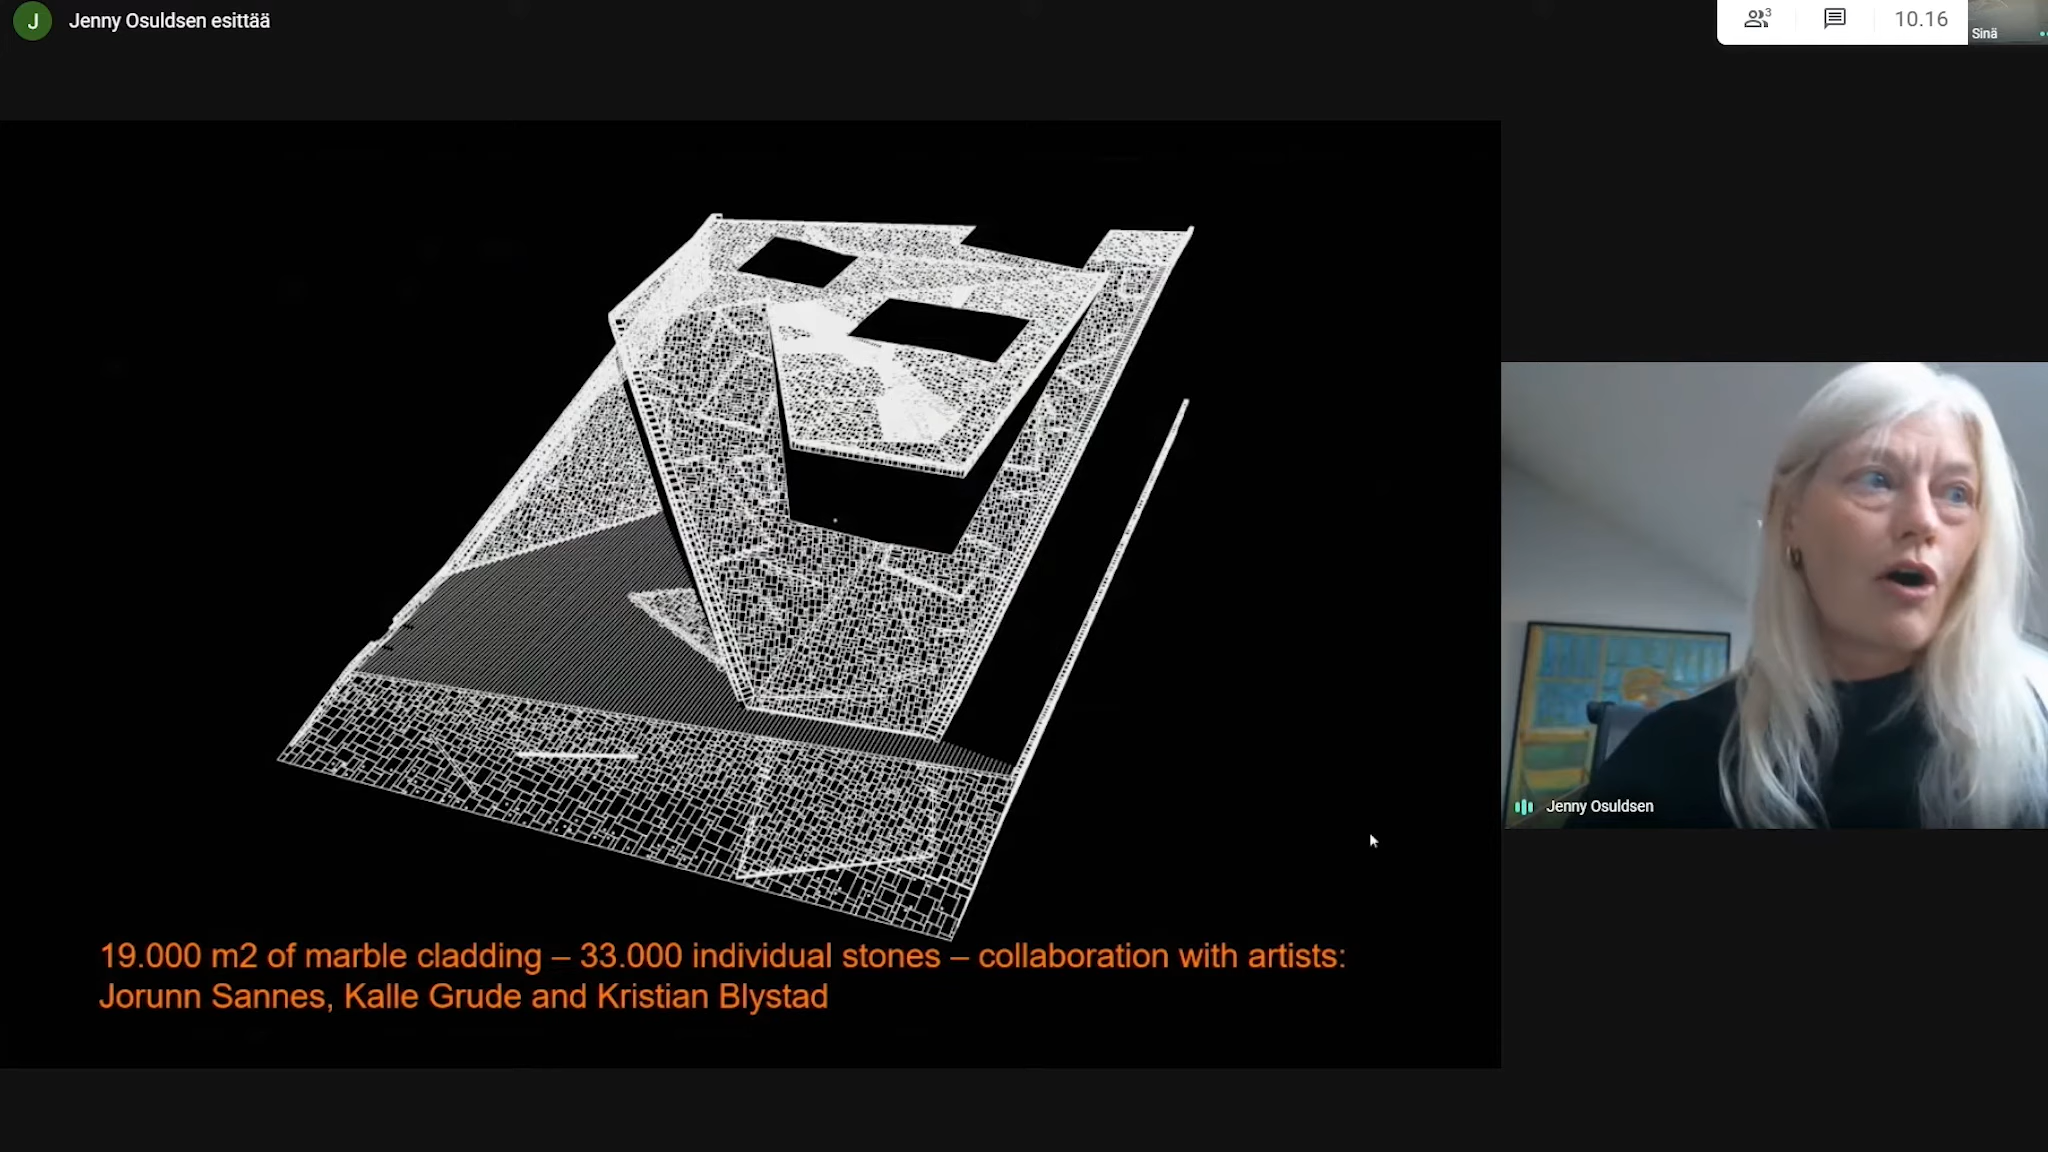 J
Jenny Osuldsen esittää
3
10.16
Sinä
Jenny Osuldsen
19.000 m2 of marble cladding – 33.000 individual stones – collaboration with artists:
Jorunn Sannes, Kalle Grude and Kristian Blystad